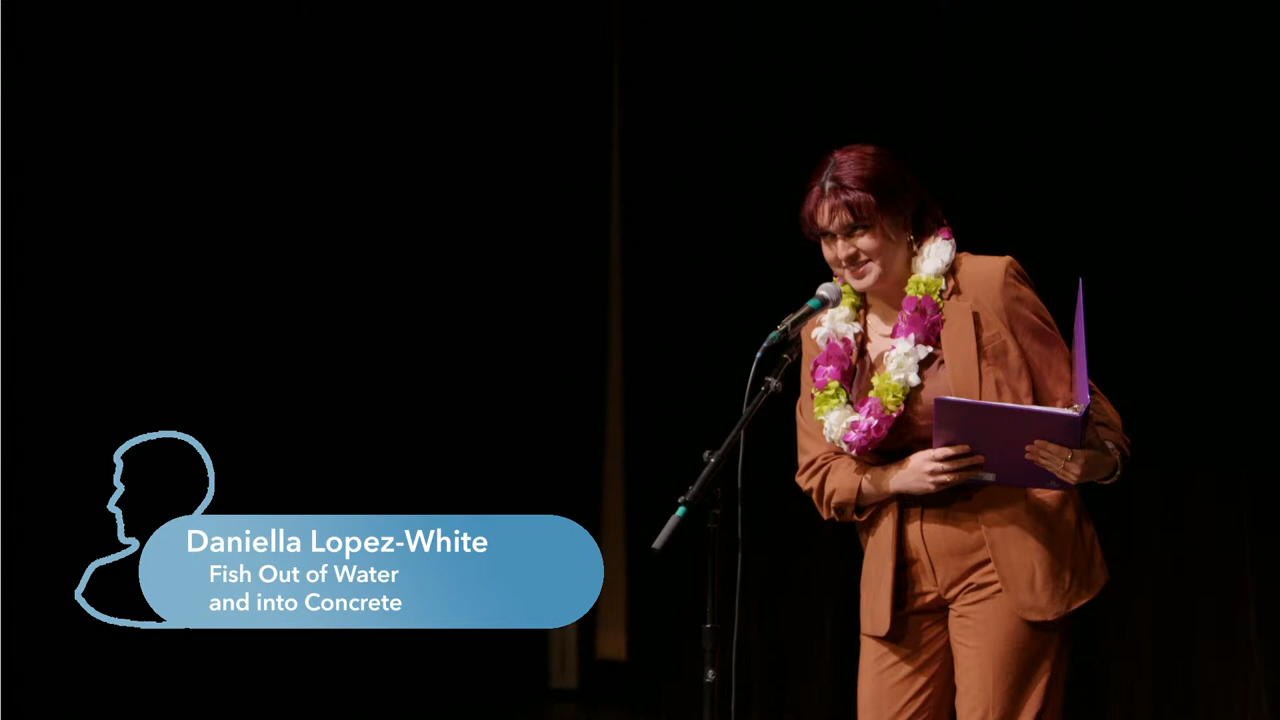 Daniella Lopez-White
Fish Out of Water
and into Concrete